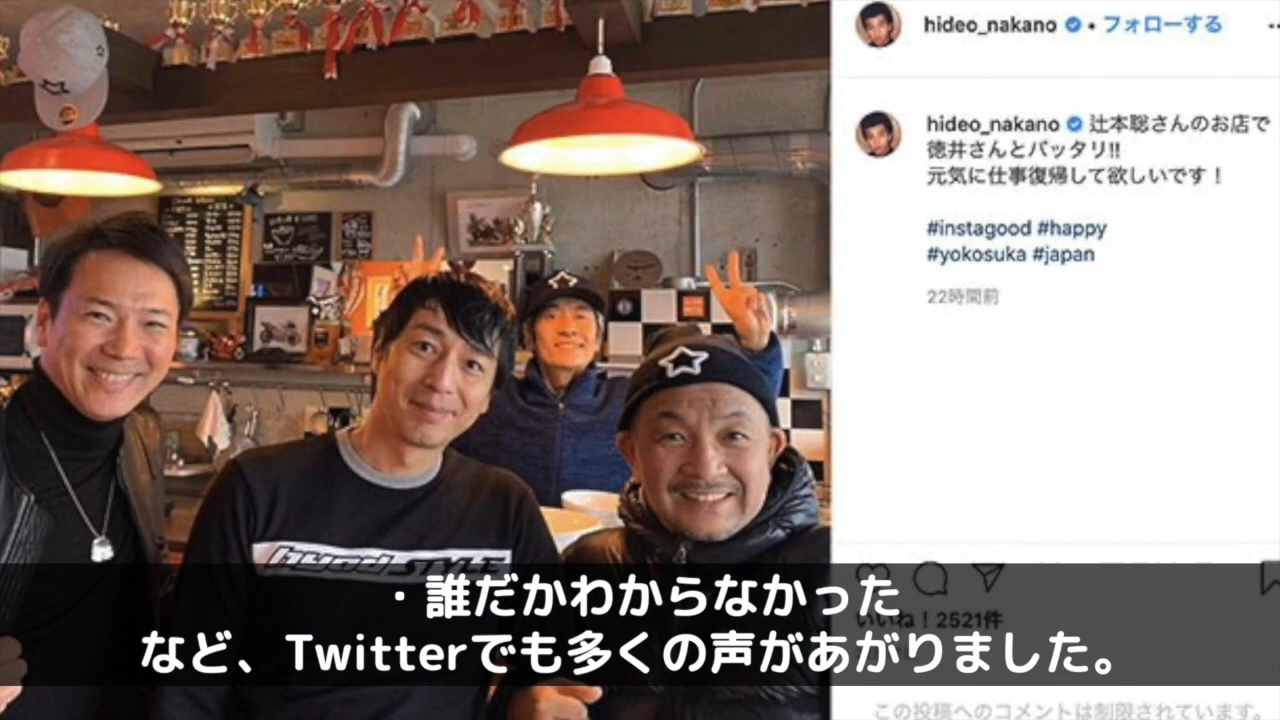 hideo_nakano • フォローする
hideo_nakano 辻本聡さんのお店で
徳井さんとバッタリ!!
元気に仕事復帰して欲しいです！
#instagood #happy
#yokosuka #japan
22時間前
STYLE
・誰だかわからなかった
など、Twitterでも多くの声があがりました。
いいね！2521件
この投稿へのコメントは制限されています。